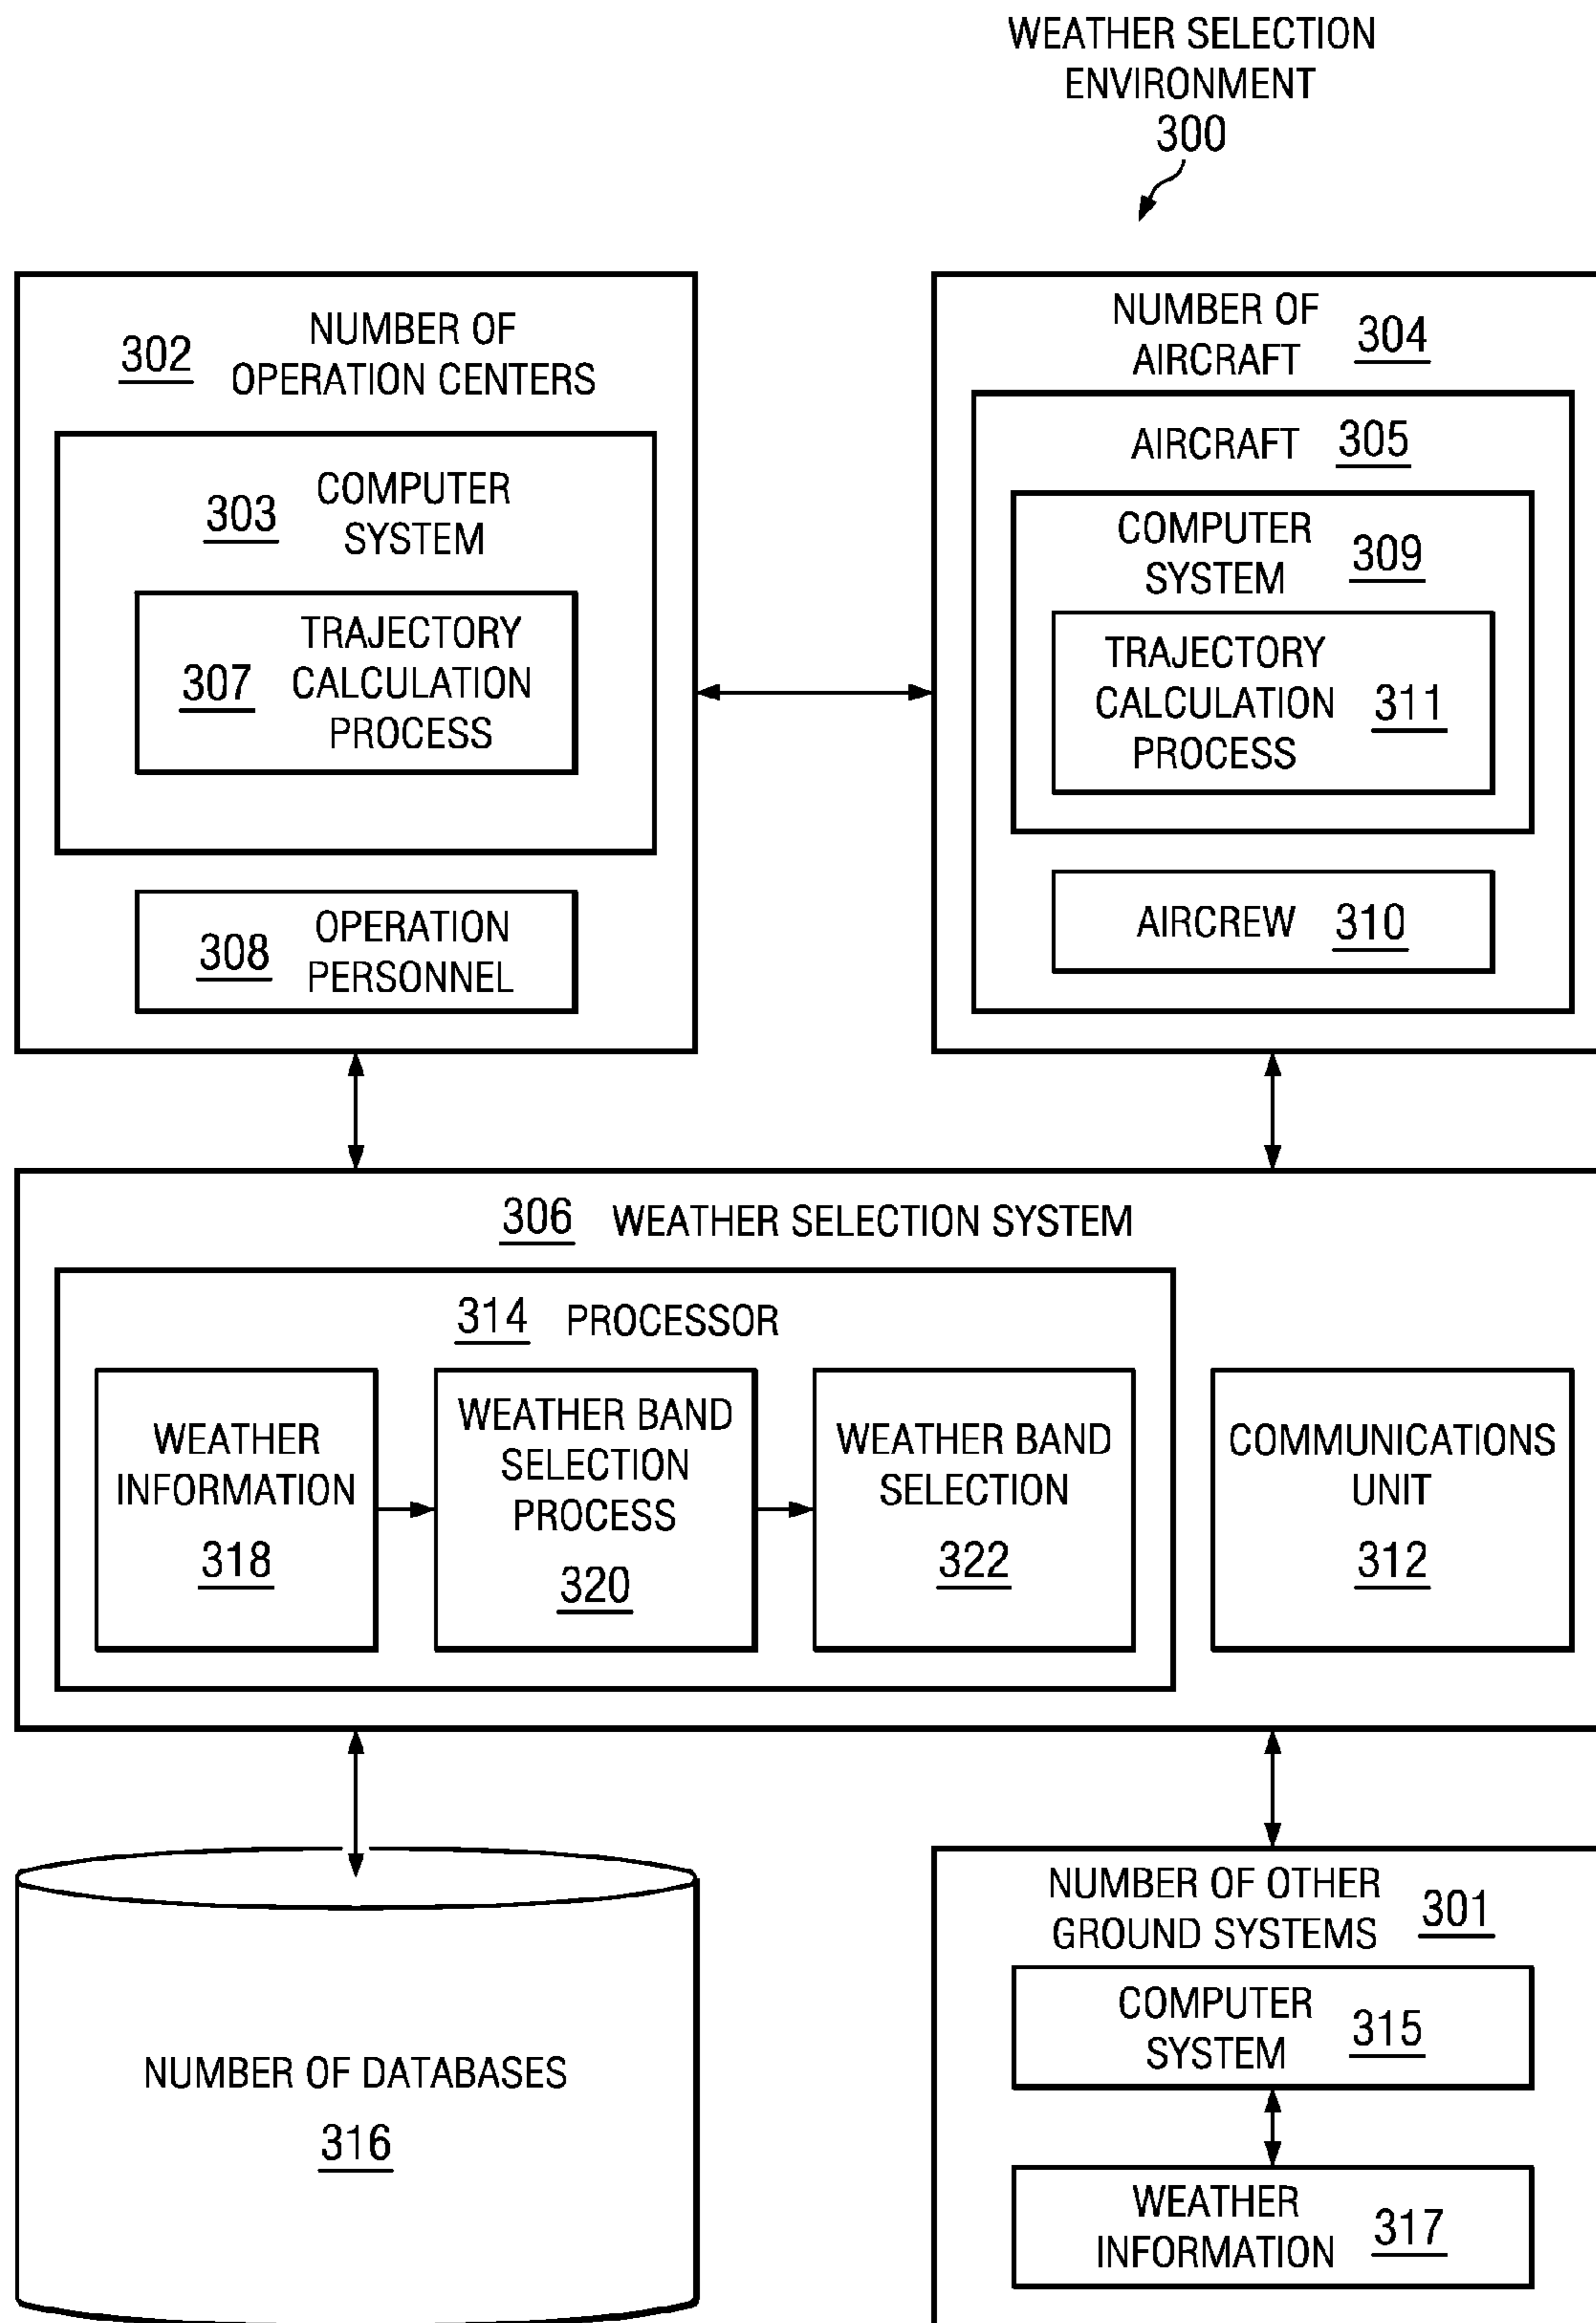 WEATHER SELECTION
ENVIRONMENT
300
302
NUMBER OF
OPERATION CENTERS
303
COMPUTER
SYSTEM
307
TRAJECTORY
CALCULATION
PROCESS
308
OPERATION
PERSONNEL
NUMBER OF
AIRCRAFT
304
AIRCRAFT 305
COMPUTER
SYSTEM
309
TRAJECTORY
CALCULATION
PROCESS
311
AIRCREW 310
306 WEATHER SELECTION SYSTEM
314 PROCESSOR
WEATHER
INFORMATION
318
WEATHER BAND
SELECTION
PROCESS
320
WEATHER BAND
SELECTION
322
COMMUNICATIONS
UNIT
312
NUMBER OF DATABASES
316
NUMBER OF OTHER
GROUND SYSTEMS
301
COMPUTER
SYSTEM
315
WEATHER
INFORMATION
317